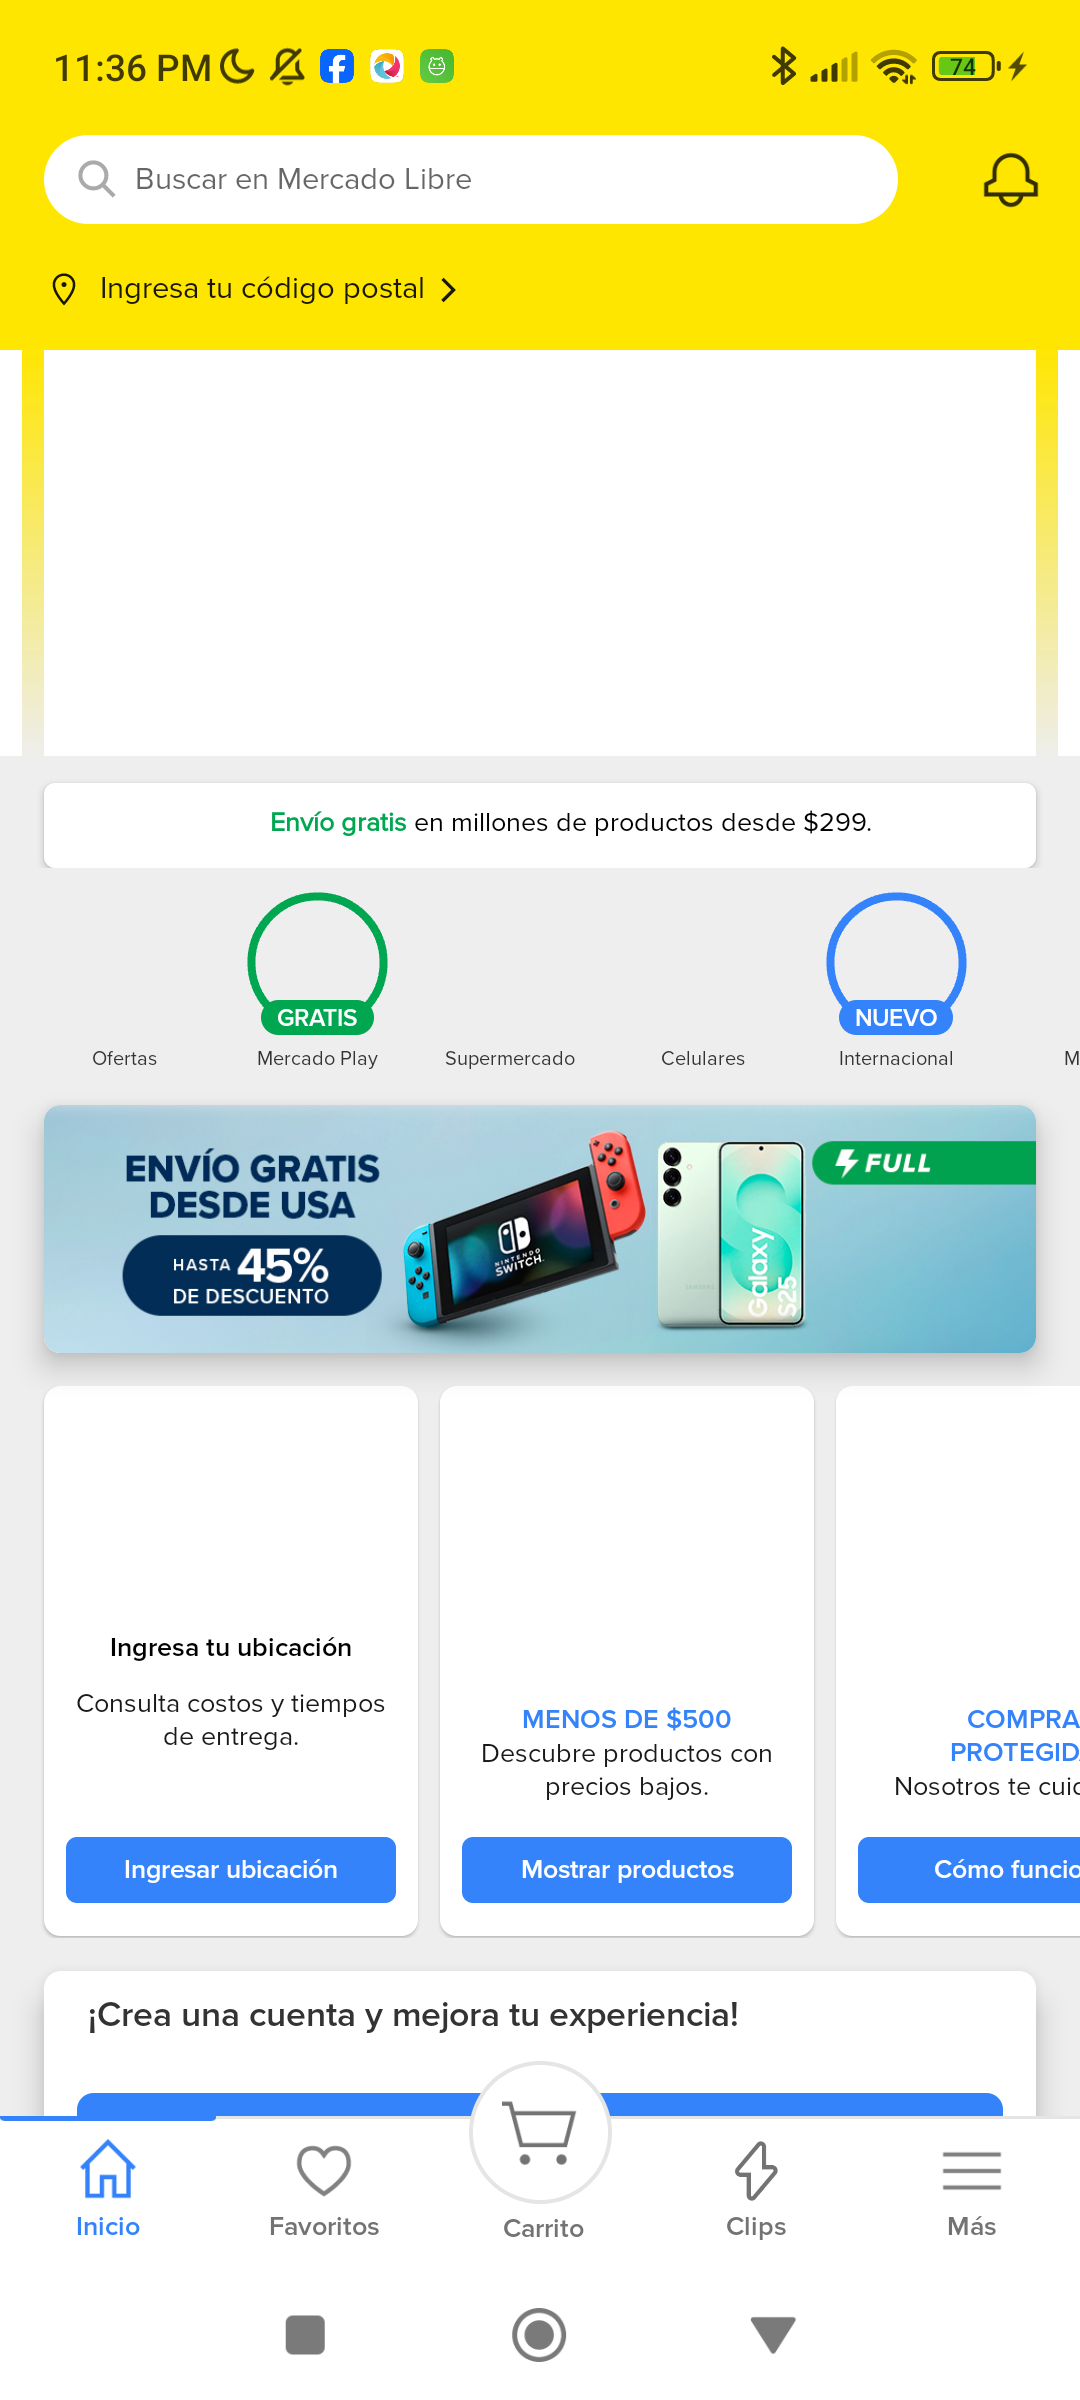 11:36 PM
74
Buscar en Mercado Libre
Ingresa tu código postal
Envío gratis en millones de productos desde $299.
GRATIS
NUEVO
Ofertas
Mercado Play
Supermercado
Celulares
Internacional
M
ENVÍO GRATIS
DESDE USA
HASTA 45%
DE DESCUENTO
NINTENDO
SWITCH
Galaxy
S25
FULL
Ingresa tu ubicación
Consulta costos y tiempos
de entrega.
Ingresar ubicación
MENOS DE $500
Descubre productos con
precios bajos.
Mostrar productos
COMPRA
PROTEGID
Nosotros te cuid
Cómo funcio
¡Crea una cuenta y mejora tu experiencia!
Inicio
Favoritos
Carrito
Clips
Más